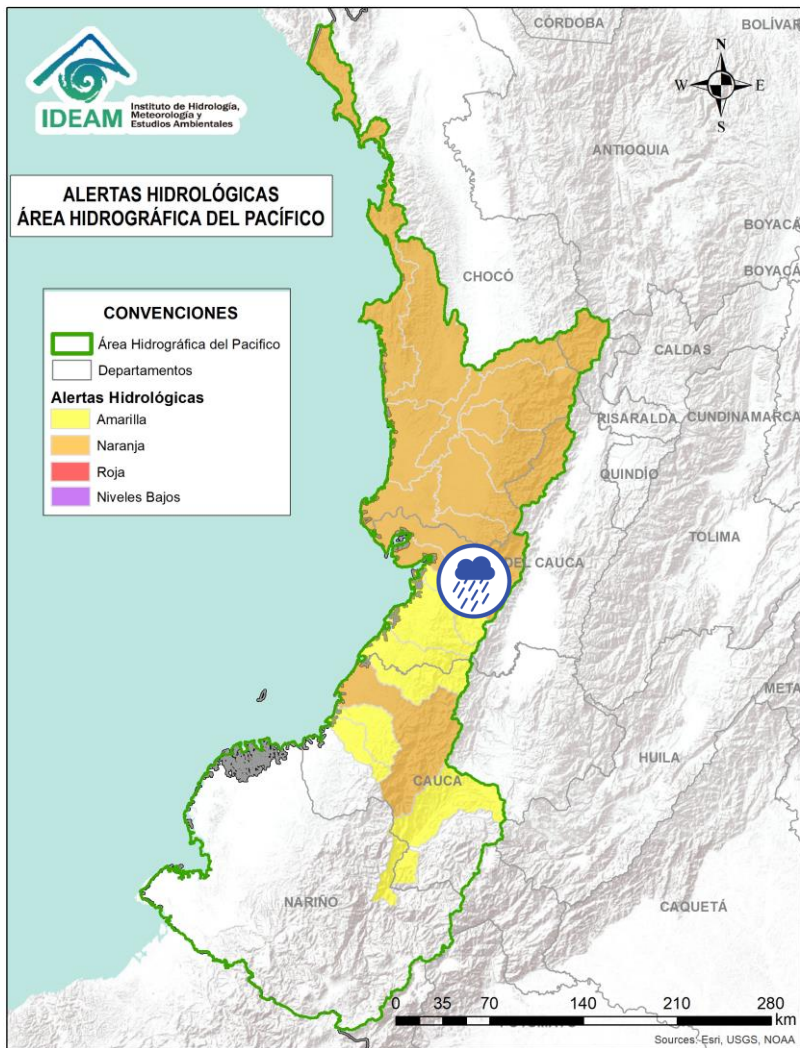 IDEAM
Instituto de Hidrología,
Meteorología y
Estudios Ambientales
ALERTAS HIDROLÓGICAS
ÁREA HIDROGRÁFICA DEL PACÍFICO
CONVENCIONES
Área Hidrográfica del Pacifico
Departamentos
Alertas Hidrológicas
Amarilla
Naranja
Roja
Niveles Bajos
N
W E
S
CÓRDOBA
BOLÍVAR
ANTIOQUIA
BOYACÁ
BOYACÁ
CHOCÓ
CALDAS
RISARALDA
CUNDINAMARCA
QUINDÍO
TOLIMA
DEL CAUCA
META
HUILA
CAUCA
NARIÑO
CAQUETÁ
0 35 70 140 210 280
km
Sources: Esri, USGS, NOAA